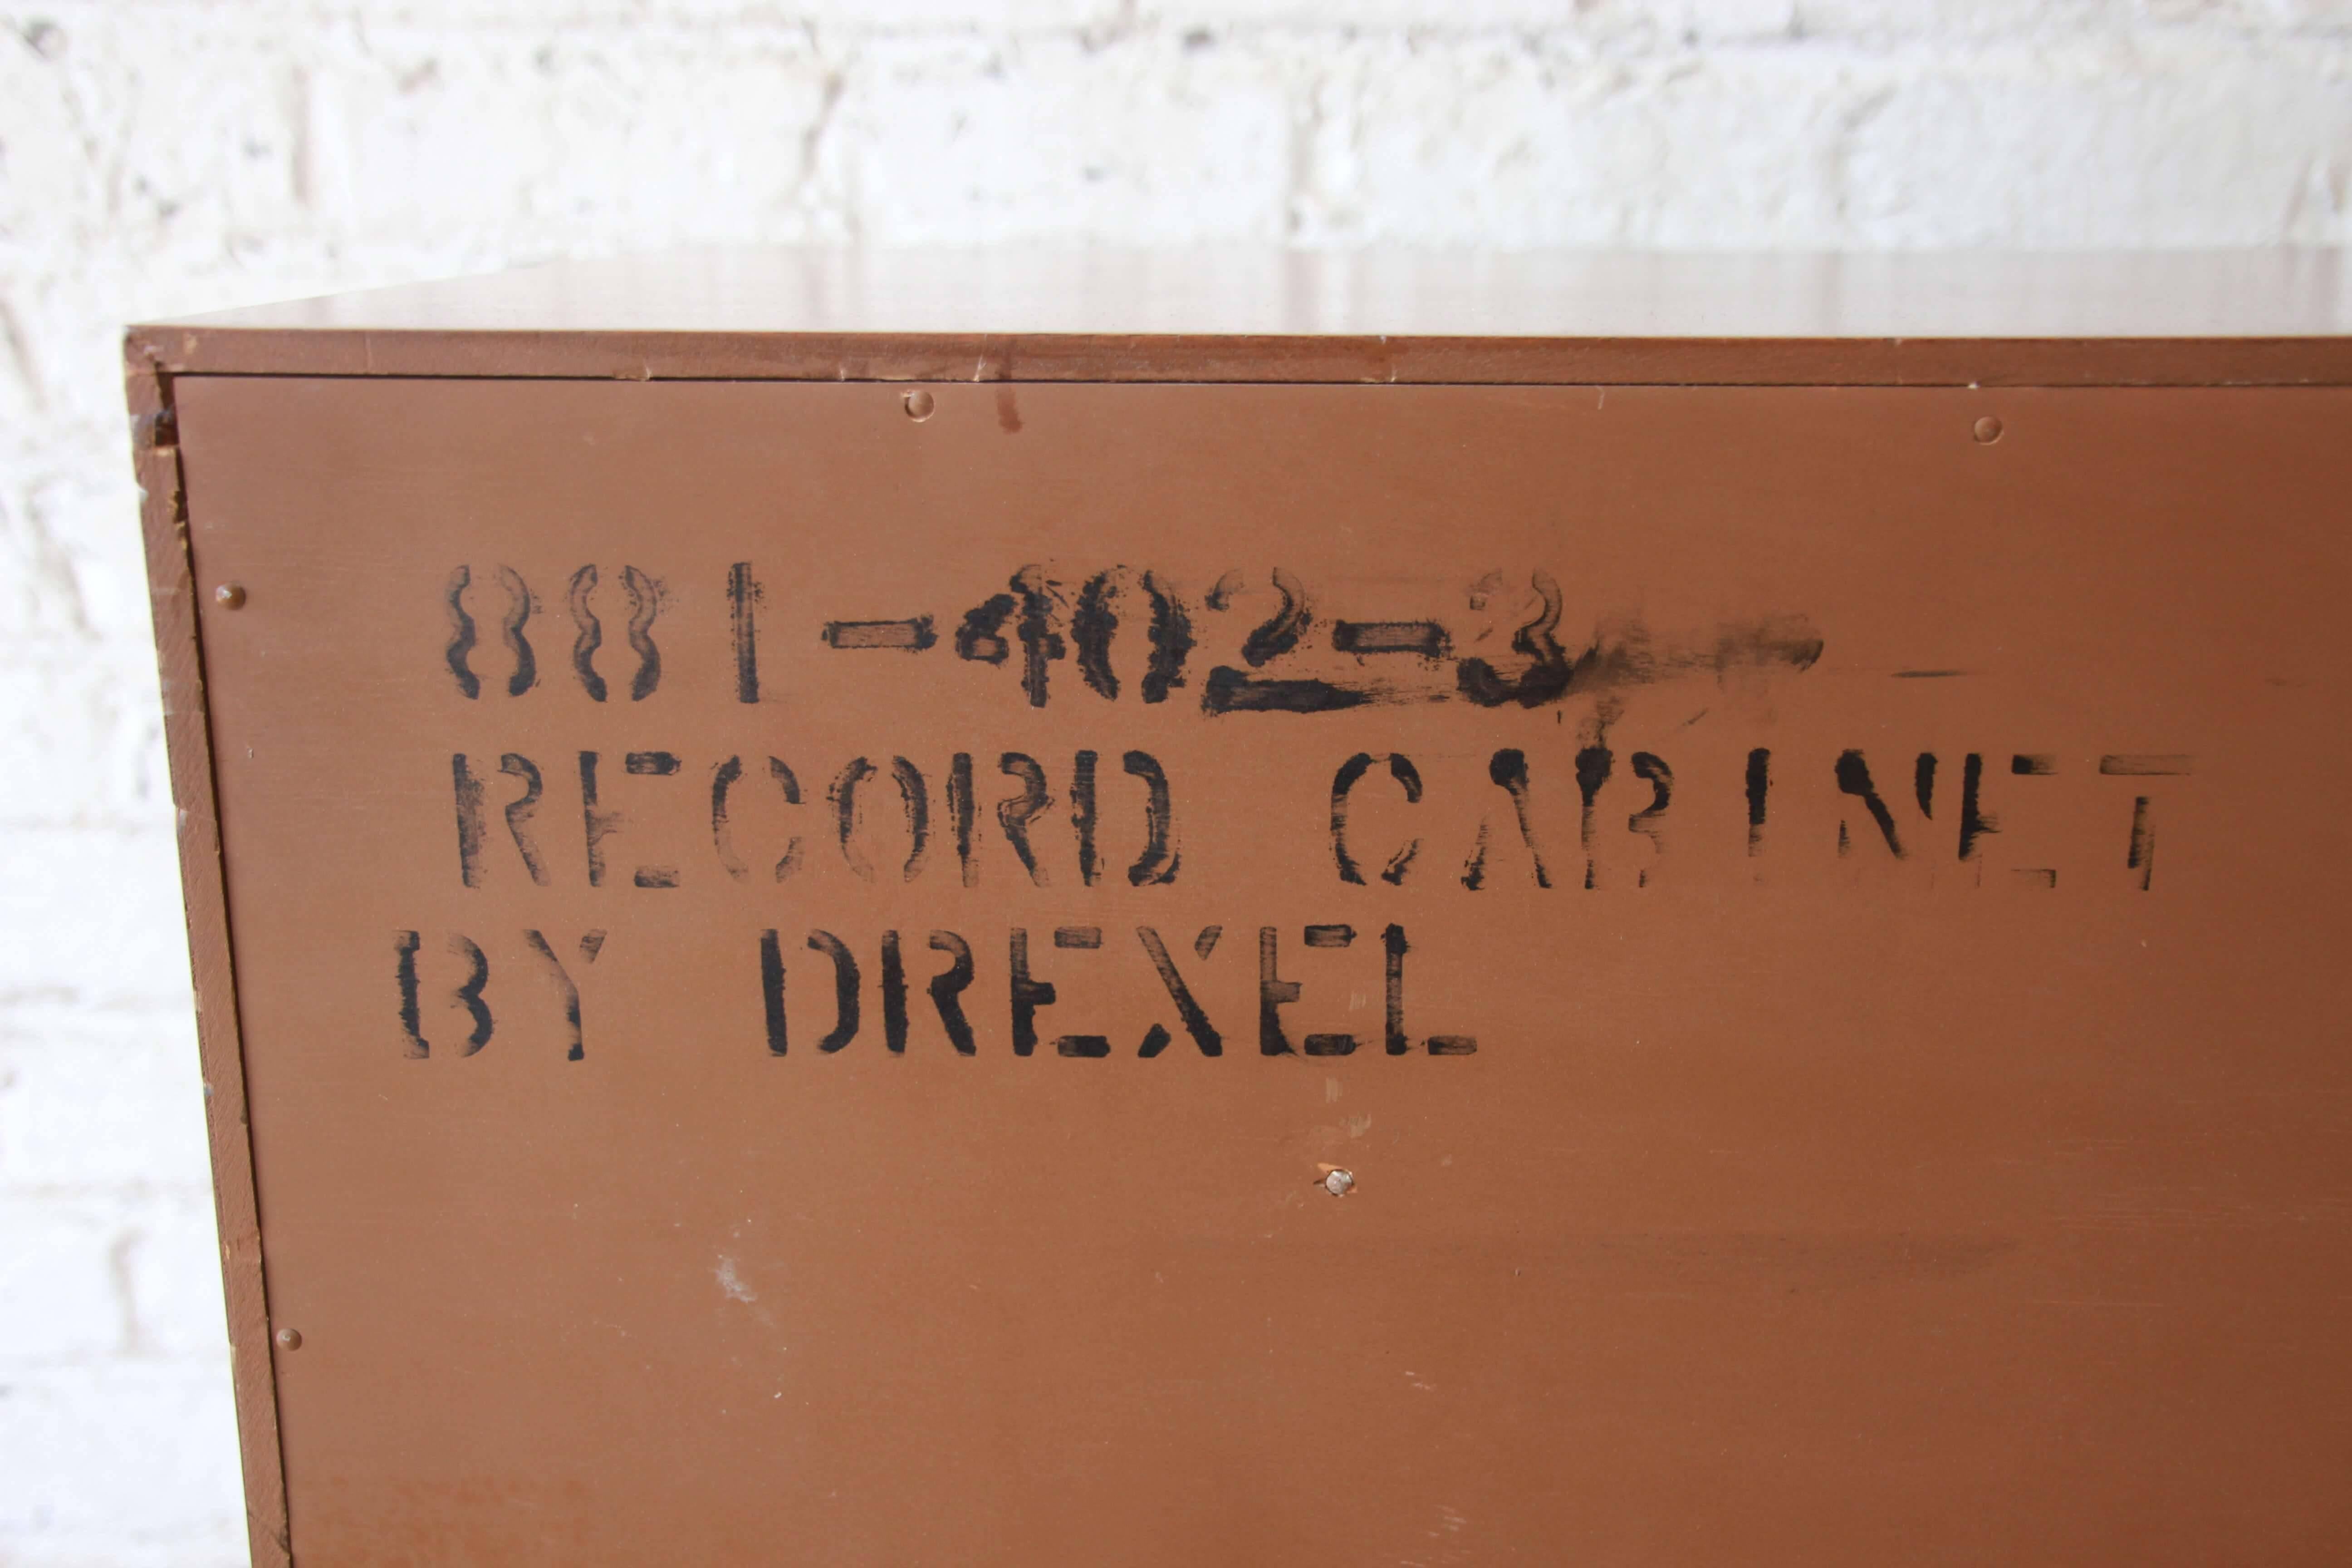 881-402-3
RECORD CABINET
BY DREXEL